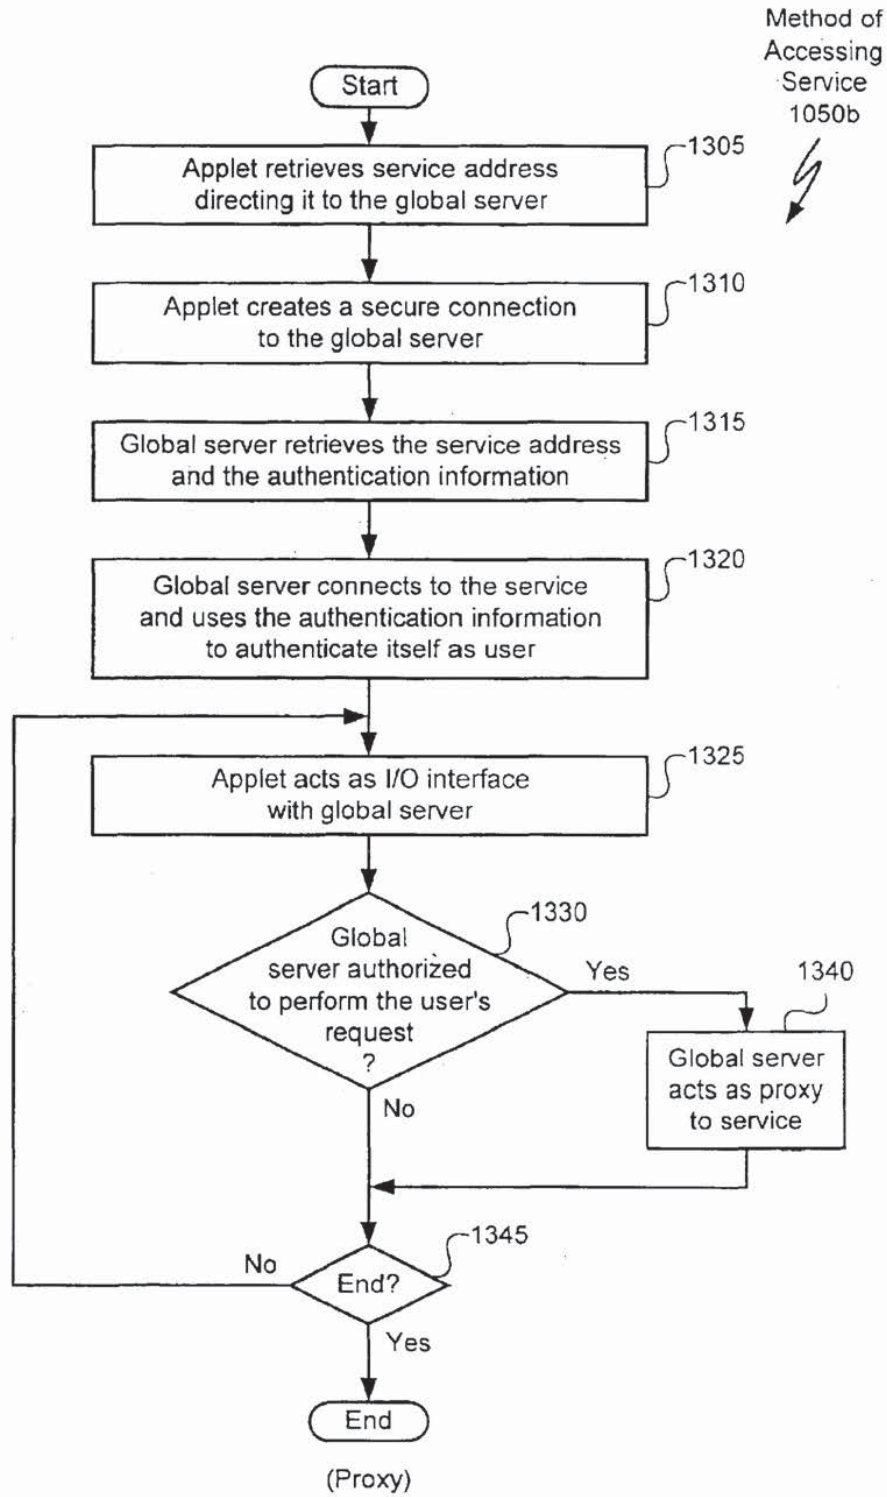 Method of
Accessing
Service
1050b
Start
1305
Applet retrieves service address
directing it to the global server
1310
Applet creates a secure connection
to the global server
1315
Global server retrieves the service address
and the authentication information
1320
Global server connects to the service
and uses the authentication information
to authenticate itself as user
1325
Applet acts as I/O interface
with global server
1330
Global
server authorized
to perform the user's
request
?
Yes
No
1340
Global server
acts as proxy
to service
1345
End?
No
Yes
End
(Proxy)